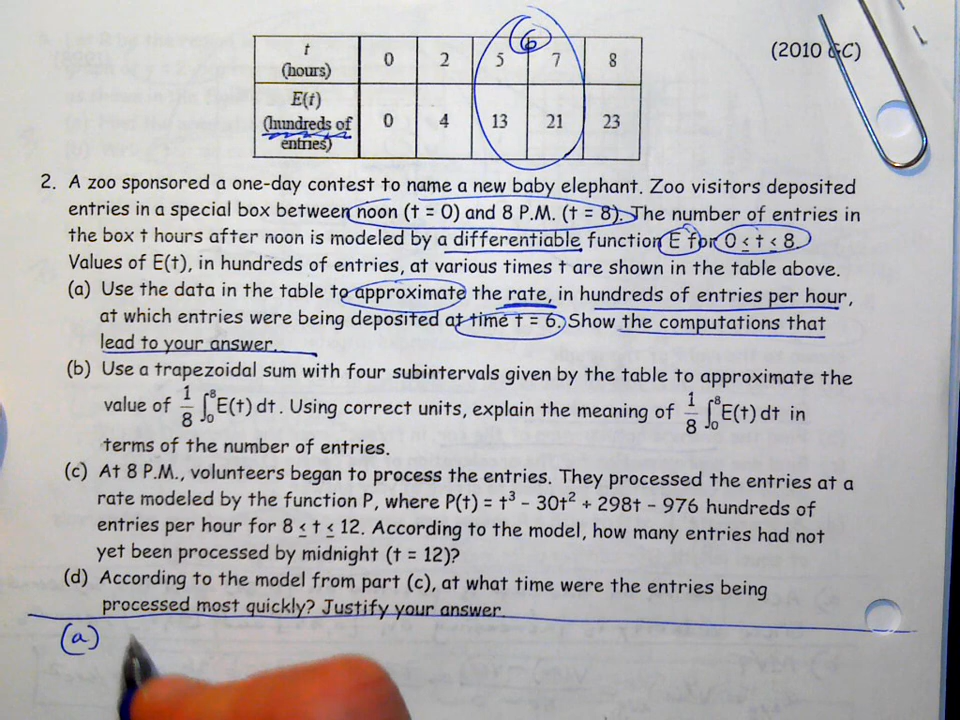 6
(2010 GC)
t (hours) 0 2 5 7 8
E(t) (hundreds of entries) 0 4 13 21 23
2. A zoo sponsored a one-day contest to name a new baby elephant. Zoo visitors deposited
entries in a special box between noon (t = 0) and 8 P.M. (t = 8). The number of entries in
the box t hours after noon is modeled by a differentiable function E for 0 ≤ t ≤ 8.
Values of E(t), in hundreds of entries, at various times t are shown in the table above.
(a) Use the data in the table to approximate the rate, in hundreds of entries per hour,
at which entries were being deposited at time t = 6. Show the computations that
lead to your answer.
(b) Use a trapezoidal sum with four subintervals given by the table to approximate the
value of 1/8 ∫₀⁸ E(t) dt. Using correct units, explain the meaning of 1/8 ∫₀⁸ E(t) dt in
terms of the number of entries.
(c) At 8 P.M., volunteers began to process the entries. They processed the entries at a
rate modeled by the function P, where P(t) = t³ - 30t² + 298t - 976 hundreds of
entries per hour for 8 ≤ t ≤ 12. According to the model, how many entries had not
yet been processed by midnight (t = 12)?
(d) According to the model from part (c), at what time were the entries being
processed most quickly? Justify your answer.
(a)